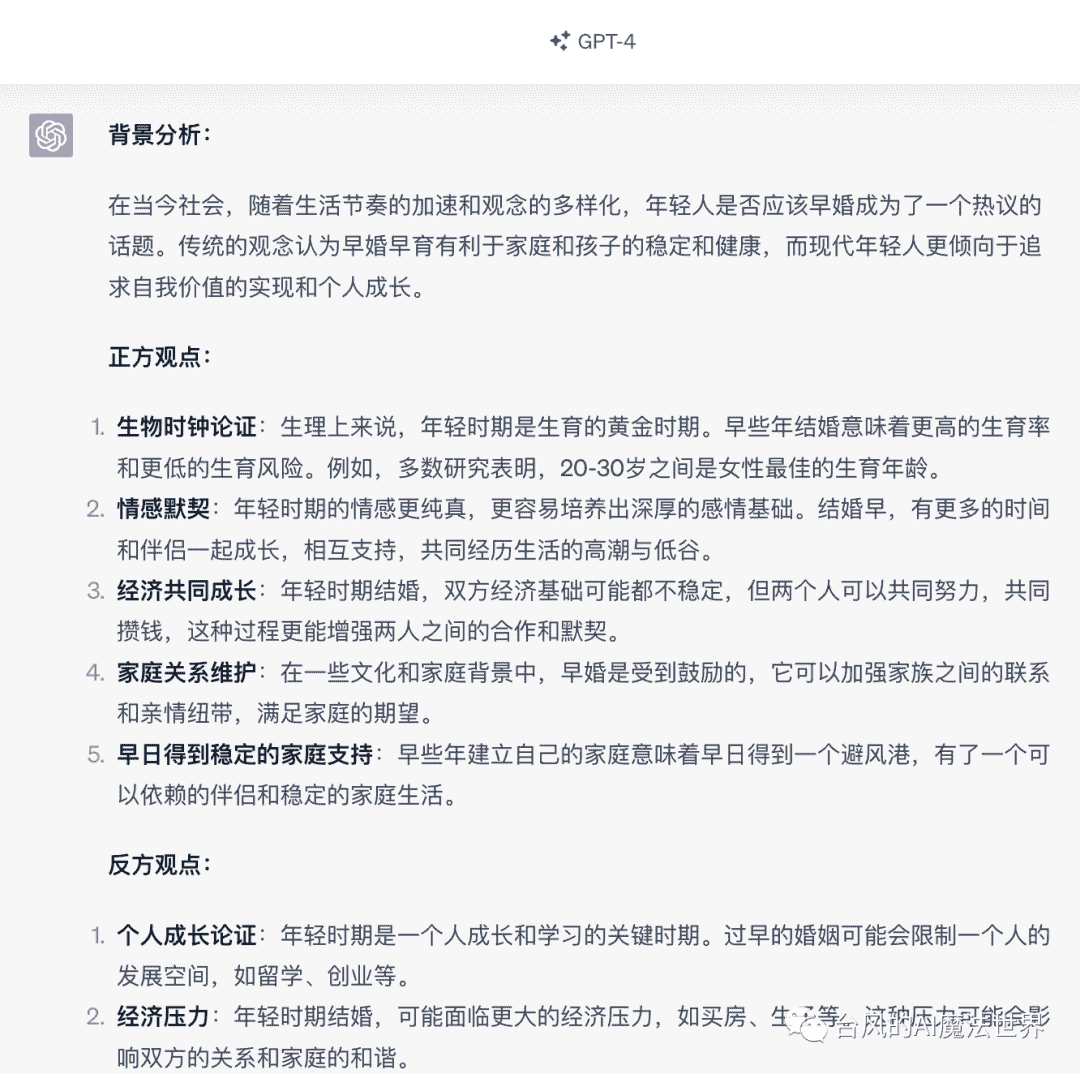 GPT-4
背景分析：
在当今社会，随着生活节奏的加速和观念的多样化，年轻人是否应该早婚成为了一个热议的
话题。传统的观念认为早婚早育有利于家庭和孩子的稳定和健康，而现代年轻人更倾向于追
求自我价值的实现和个人成长。
正方观点：
1. 生物时钟论证：生理上来说，年轻时期是生育的黄金时期。早些年结婚意味着更高的生育率
和更低的生育风险。例如，多数研究表明，20-30岁之间是女性最佳的生育年龄。
2. 情感默契：年轻时期的情感更纯真，更容易培养出深厚的感情基础。结婚早，有更多的时间
和伴侣一起成长，相互支持，共同经历生活的高潮与低谷。
3. 经济共同成长：年轻时期结婚，双方经济基础可能都不稳定，但两个人可以共同努力，共同
攒钱，这种过程更能增强两人之间的合作和默契。
4. 家庭关系维护：在一些文化和家庭背景中，早婚是受到鼓励的，它可以加强家族之间的联系
和亲情纽带，满足家庭的期望。
5. 早日得到稳定的家庭支持：早些年建立自己的家庭意味着早日得到一个避风港，有了一个可
以依赖的伴侣和稳定的家庭生活。
反方观点：
1. 个人成长论证：年轻时期是一个人成长和学习的关键时期。过早的婚姻可能会限制一个人的
发展空间，如留学、创业等。
2. 经济压力：年轻时期结婚，可能面临更大的经济压力，如买房、生子等。这种压力可能会影
响双方的关系和家庭的和谐。
台风的AI魔法世界